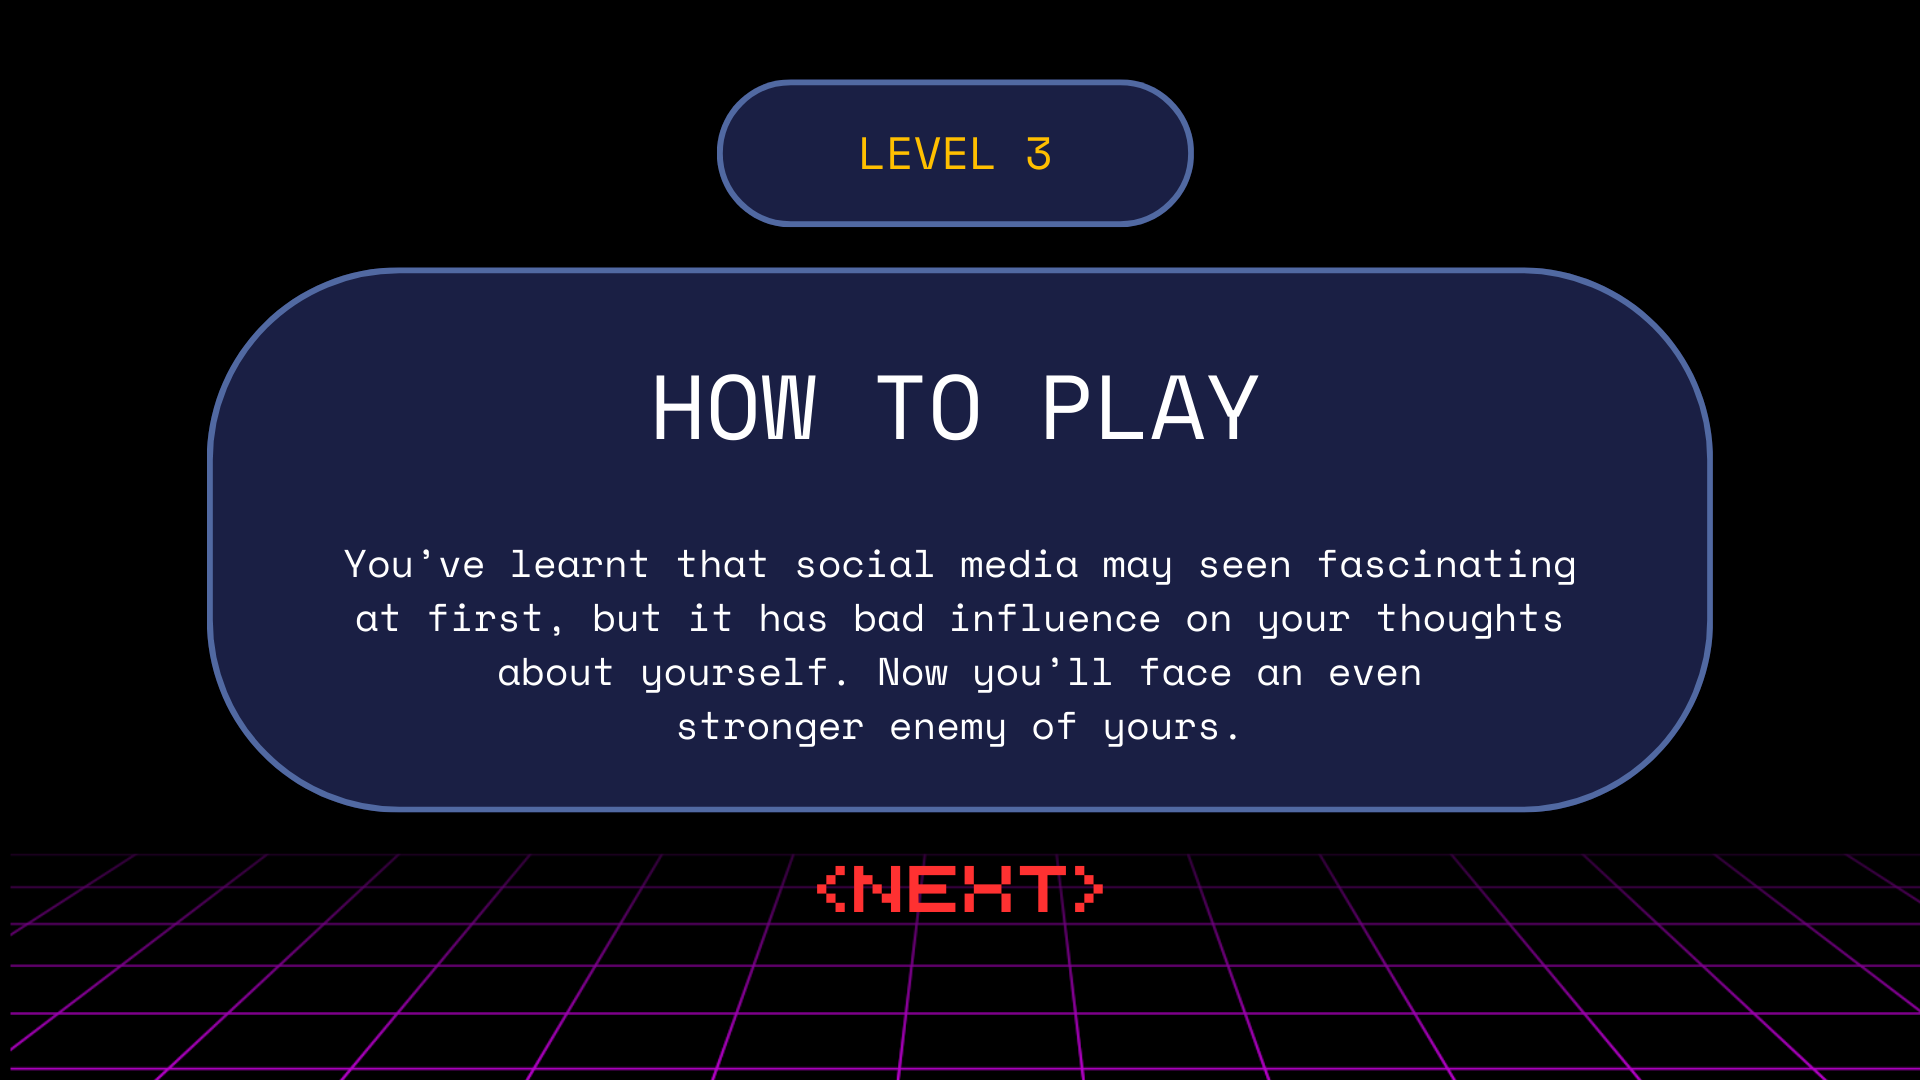 LEVEL 3
HOW TO PLAY
You’ve learnt that social media may seen fascinating
at first, but it has bad influence on your thoughts
about yourself. Now you’ll face an even
stronger enemy of yours.
<NEXT>